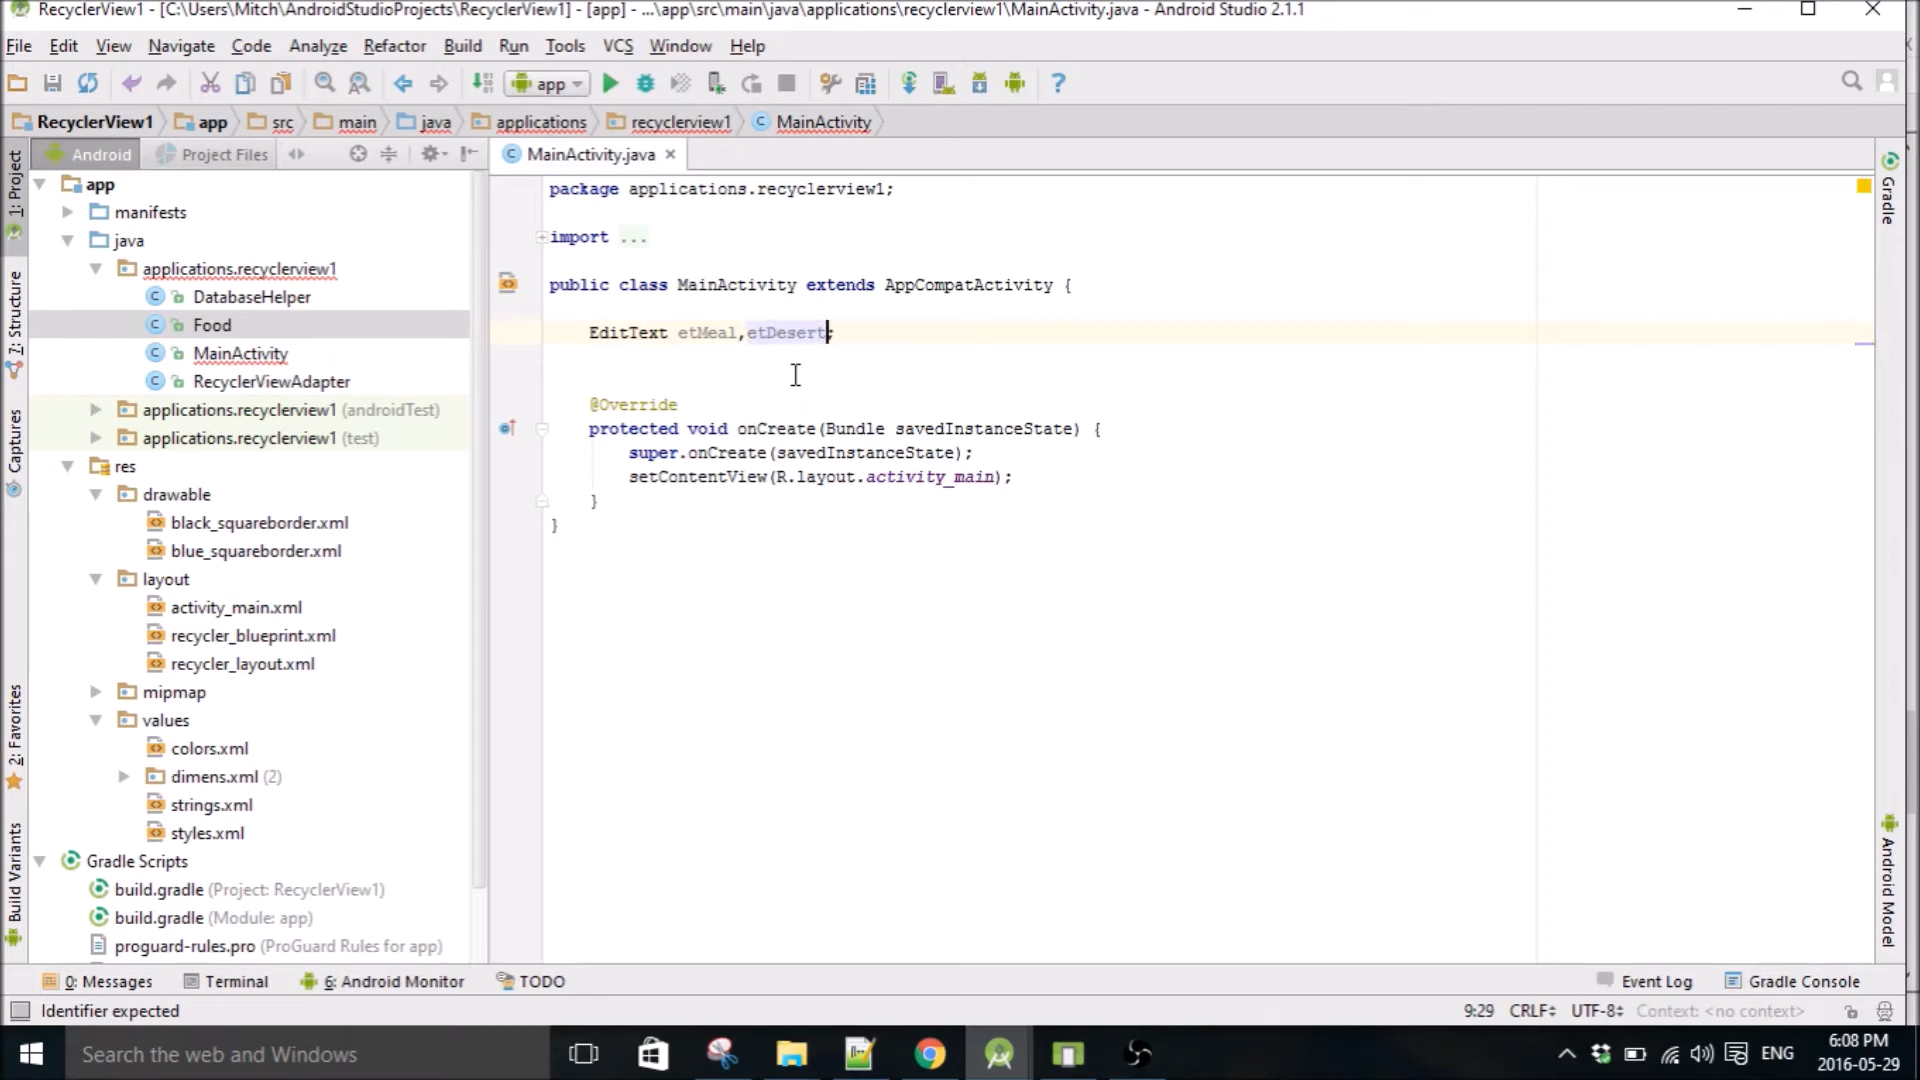 RecyclerView1 - [C:\Users\Mitch\AndroidStudioProjects\RecyclerView1] - [app] - ...\app\src\main\java\applications\recyclerview1\MainActivity.java - Android Studio 2.1.1
File Edit View Navigate Code Analyze Refactor Build Run Tools VCS Window Help
app
RecyclerView1 app src main java applications recyclerview1 MainActivity
Android Project Files MainActivity.java
1: Project
7: Structure
Captures
2: Favorites
Build Variants
app
manifests
java
applications.recyclerview1
DatabaseHelper
Food
MainActivity
RecyclerViewAdapter
applications.recyclerview1 (androidTest)
applications.recyclerview1 (test)
res
drawable
black_squareborder.xml
blue_squareborder.xml
layout
activity_main.xml
recycler_blueprint.xml
recycler_layout.xml
mipmap
values
colors.xml
dimens.xml (2)
strings.xml
styles.xml
Gradle Scripts
build.gradle (Project: RecyclerView1)
build.gradle (Module: app)
proguard-rules.pro (ProGuard Rules for app)
package applications.recyclerview1;
import ...
public class MainActivity extends AppCompatActivity {
EditText etMeal,etDesert;
@Override
protected void onCreate(Bundle savedInstanceState) {
super.onCreate(savedInstanceState);
setContentView(R.layout.activity_main);
}
}
Gradle
Android Model
0: Messages Terminal 6: Android Monitor TODO Event Log Gradle Console
Identifier expected 9:29 CRLF UTF-8 Context: <no context>
Search the web and Windows
ENG
6:08 PM
2016-05-29